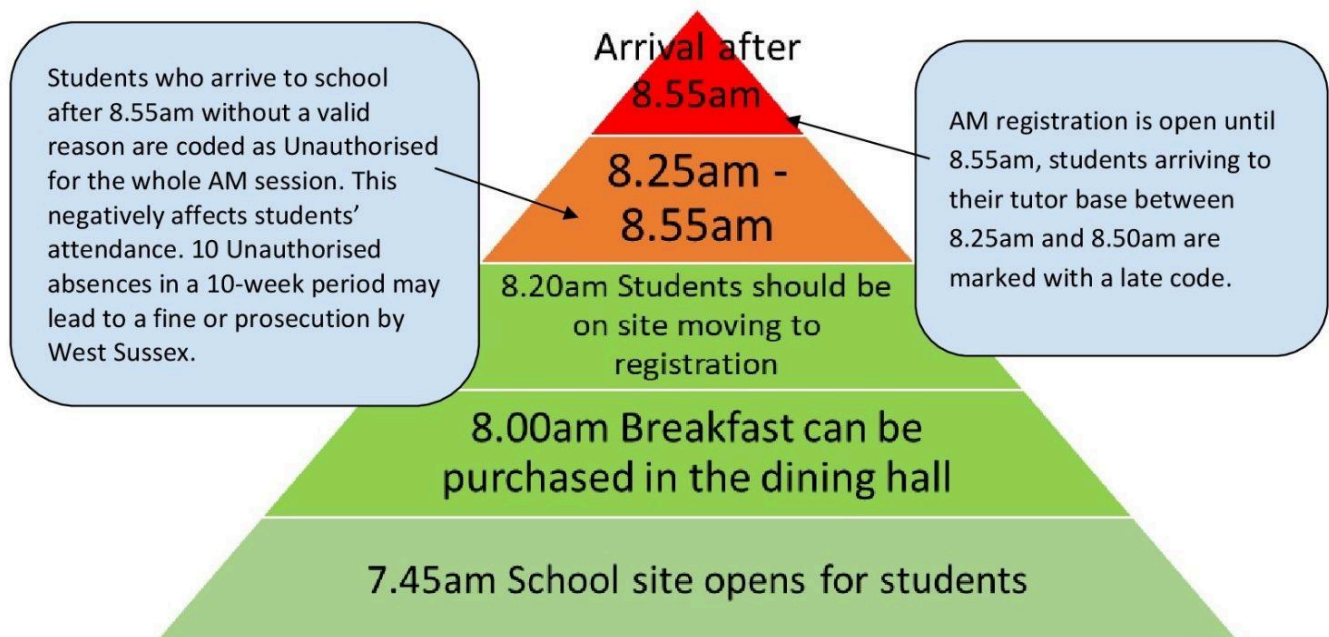 Students who arrive to school
after 8.55am without a valid
reason are coded as Unauthorised
for the whole AM session. This
negatively affects students’
attendance. 10 Unauthorised
absences in a 10-week period may
lead to a fine or prosecution by
West Sussex.
Arrival after
8.55am
AM registration is open until
8.55am, students arriving to
their tutor base between
8.25am and 8.50am are
marked with a late code.
8.25am -
8.55am
8.20am Students should be
on site moving to
registration
8.00am Breakfast can be
purchased in the dining hall
7.45am School site opens for students